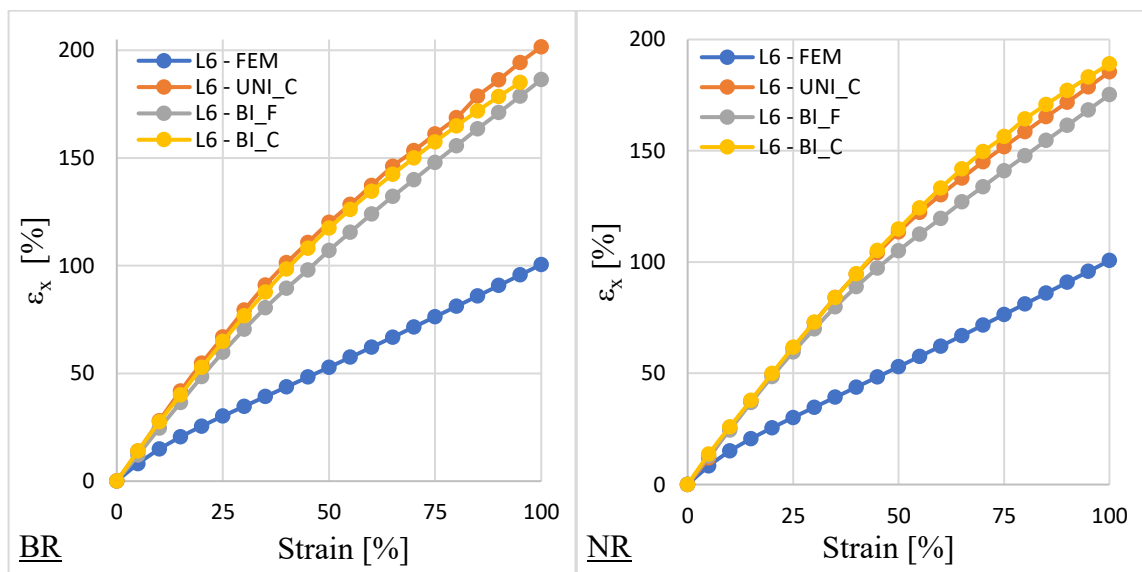 200
150
100
50
0
εx [%]
L6 - FEM
L6 - UNI_C
L6 - BI_F
L6 - BI_C
0 25 50 75 100
BR
Strain [%]
200
150
100
50
0
εx [%]
L6 - FEM
L6 - UNI_C
L6 - BI_F
L6 - BI_C
0 25 50 75 100
NR
Strain [%]